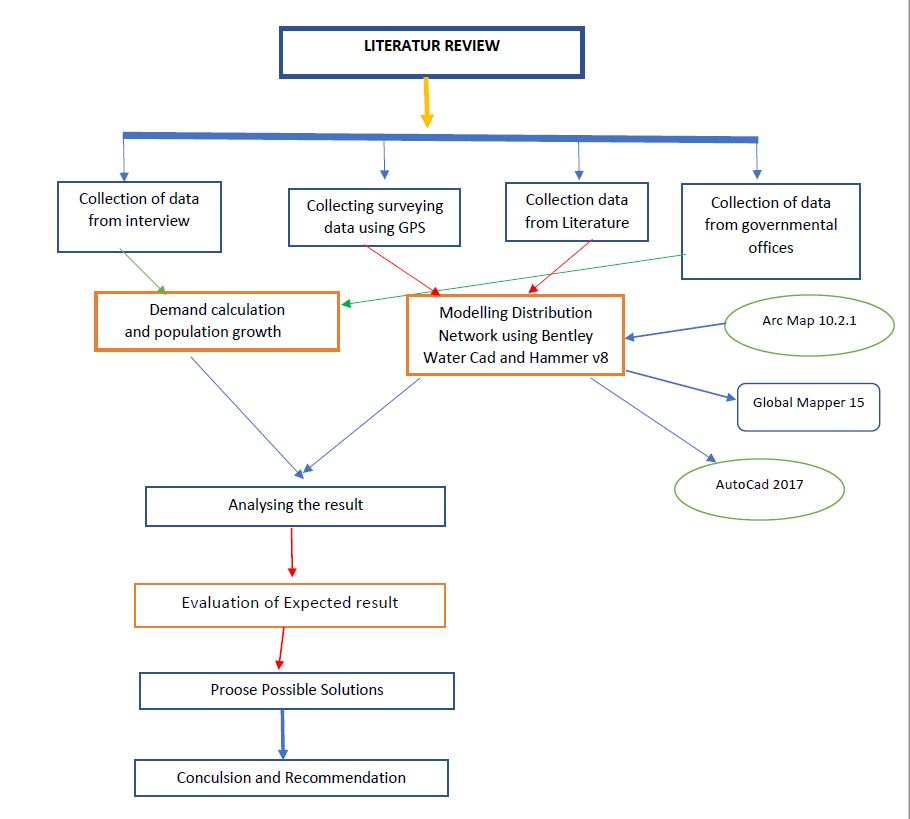 LITERATUR REVIEW
Collection of data
from interview
Collecting surveying
data using GPS
Collection data
from Literature
Collection of data
from governmental
offices
Demand calculation
and population growth
Modelling Distribution
Network using Bentley
Water Cad and Hammer v8
Arc Map 10.2.1
Global Mapper 15
AutoCad 2017
Analysing the result
Evaluation of Expected result
Proose Possible Solutions
Conculsion and Recommendation